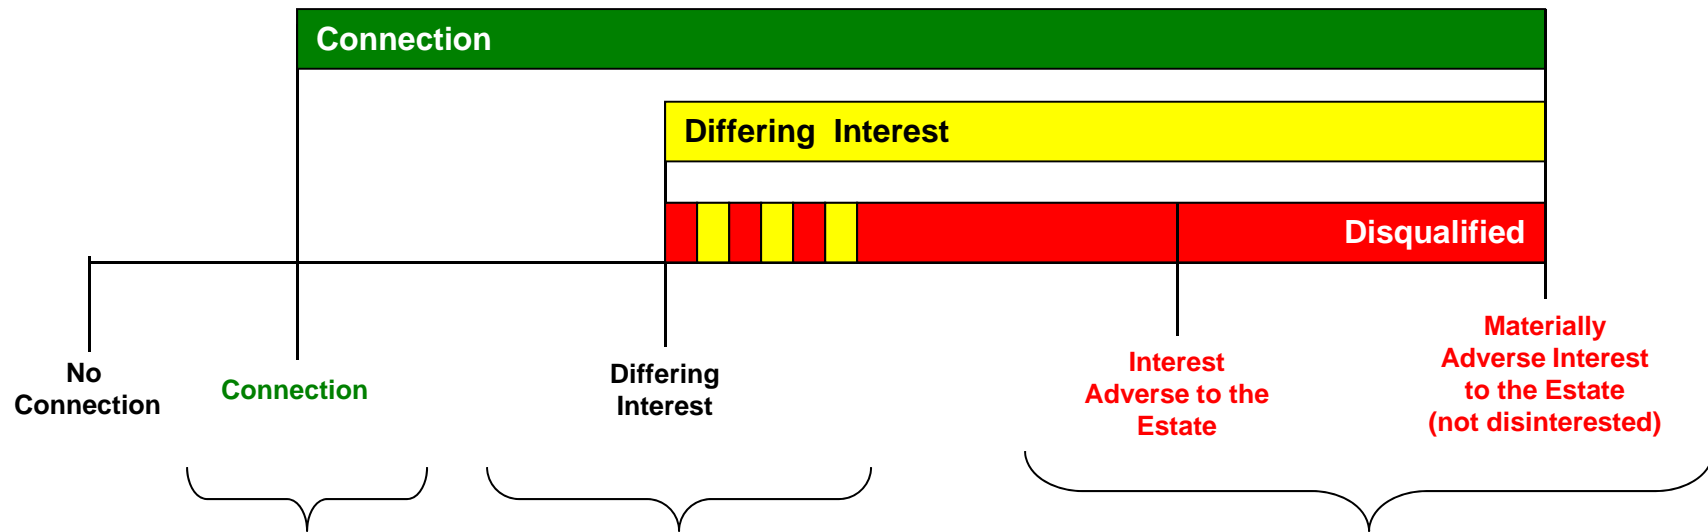 Connection
Differing  Interest
Disqualified
No
Connection
Connection
Differing
Interest
Interest
Adverse to the
Estate
Materially
Adverse Interest
to the Estate
(not disinterested)